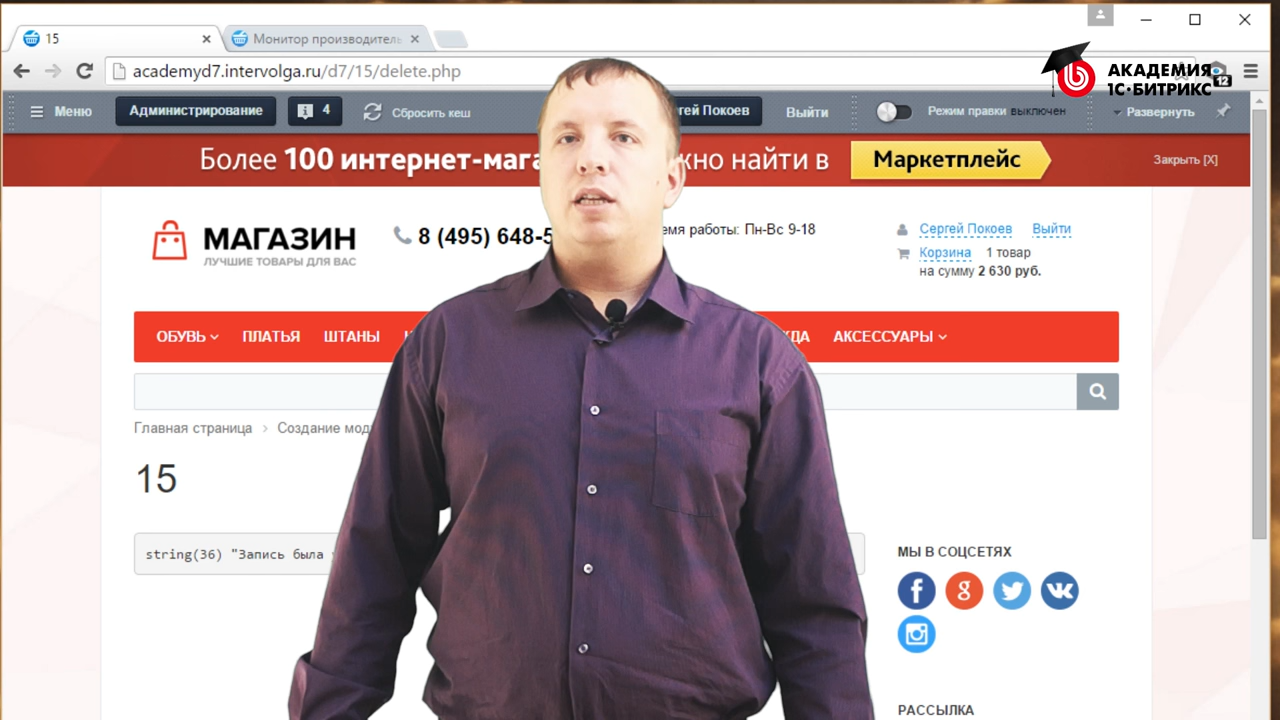 15
Монитор производитель
academyd7.intervolga.ru/d7/15/delete.php
АКАДЕМИЯ
1С·БИТРИКС
12
Меню
Администрирование
4
Сбросить кеш
Покоев
Выйти
Режим правки выключен
Развернуть
Более 100 интернет-мага
но найти в
Маркетплейс
Закрыть [X]
МАГАЗИН
ЛУЧШИЕ ТОВАРЫ ДЛЯ ВАС
8 (495) 648-5
емя работы: Пн-Вс 9-18
Сергей Покоев
Выйти
Корзина 1 товар
на сумму 2 630 руб.
ОБУВЬ
ПЛАТЬЯ
ШТАНЫ
ДА
АКСЕССУАРЫ
Главная страница > Создание мод
15
string(36) "Запись была
МЫ В СОЦСЕТЯХ
РАССЫЛКА